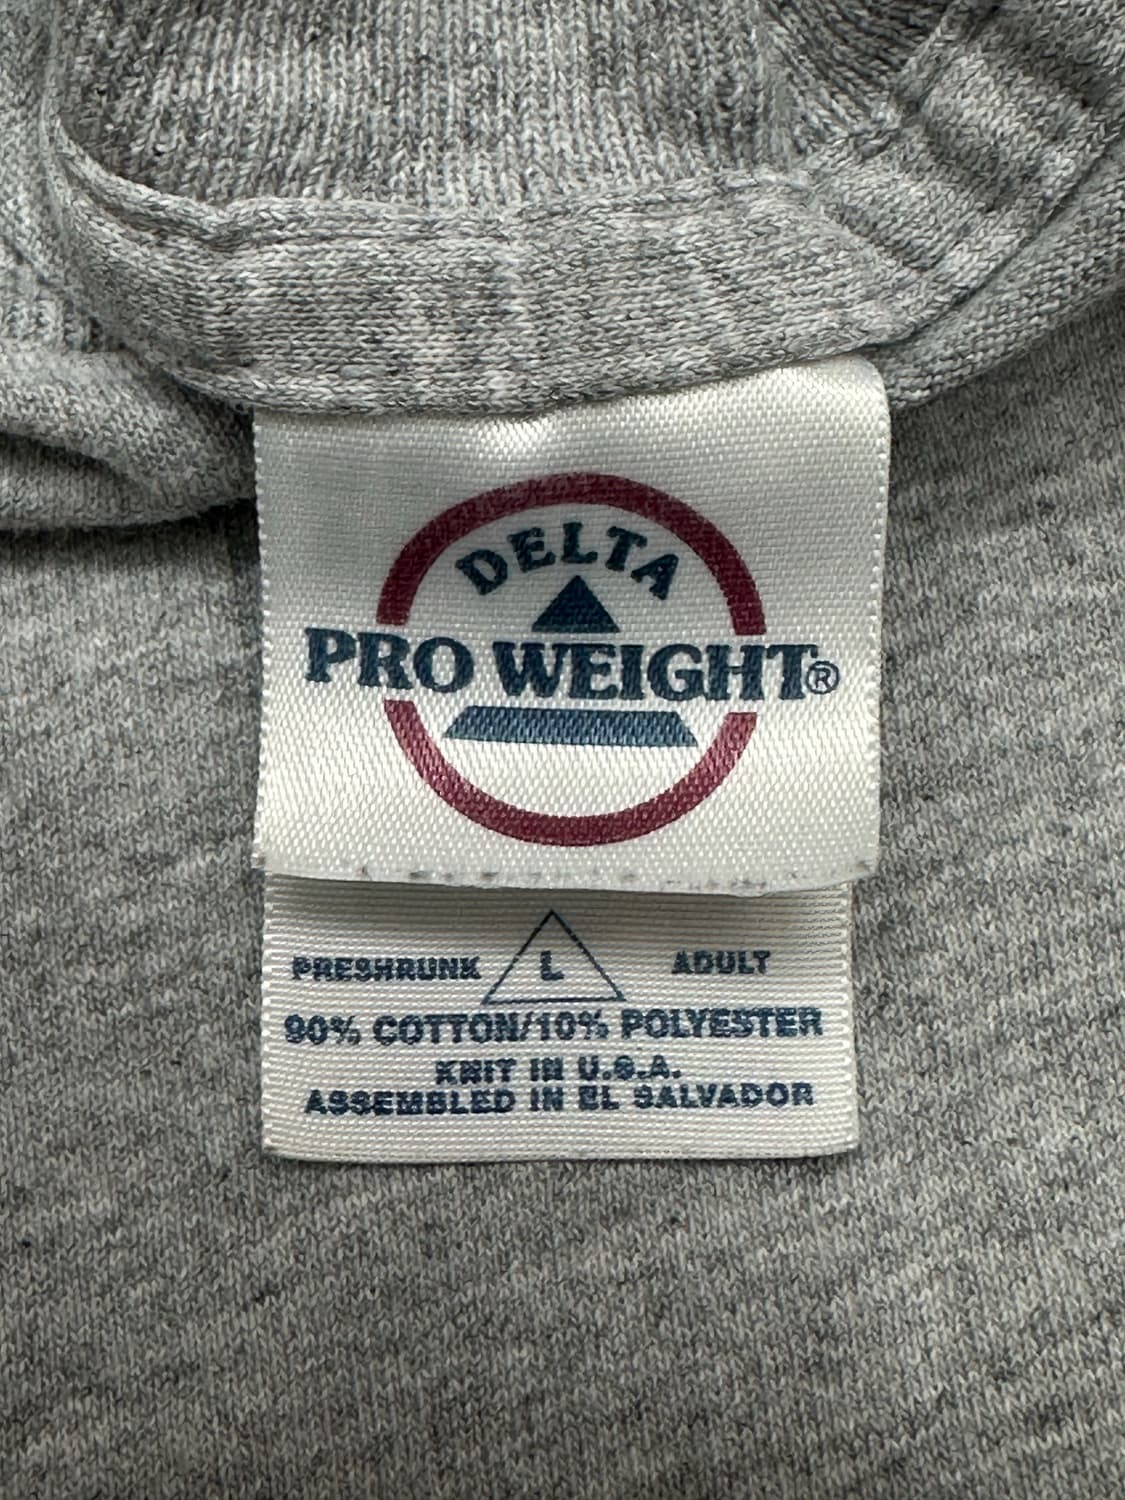 DELTA
PRO WEIGHT®
PRESHRUNK L ADULT
90% COTTON/10% POLYESTER
KNIT IN U.S.A.
ASSEMBLED IN EL SALVADOR